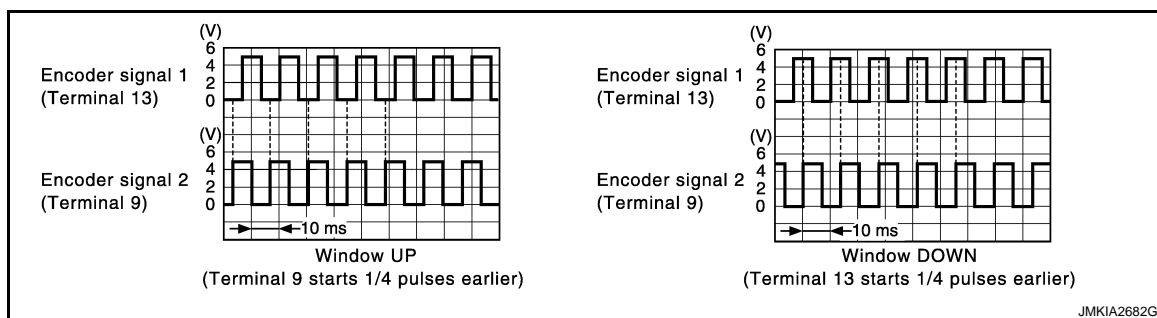 (V)
6
4
2
0
Encoder signal 1
(Terminal 13)
(V)
6
4
2
0
Encoder signal 2
(Terminal 9)
10 ms
Window UP
(Terminal 9 starts 1/4 pulses earlier)
(V)
6
4
2
0
Encoder signal 1
(Terminal 13)
(V)
6
4
2
0
Encoder signal 2
(Terminal 9)
10 ms
Window DOWN
(Terminal 13 starts 1/4 pulses earlier)
JMKIA2682G